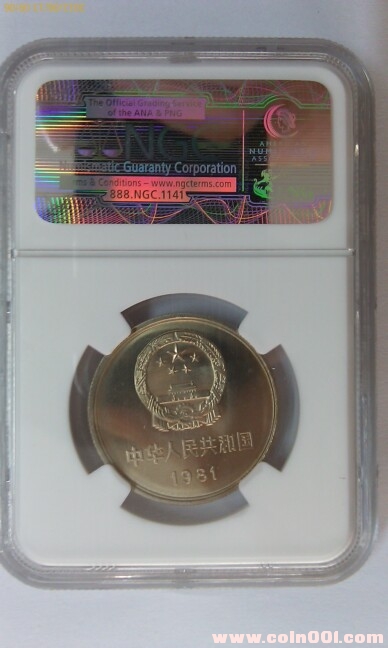 The Official Grading Service
of the ANA & PNG
NGC
Numismatic Guaranty Corporation
Terms & Conditions – www.ngcterms.com
888.NGC.1141
中华人民共和国
1981
www.coin001.com